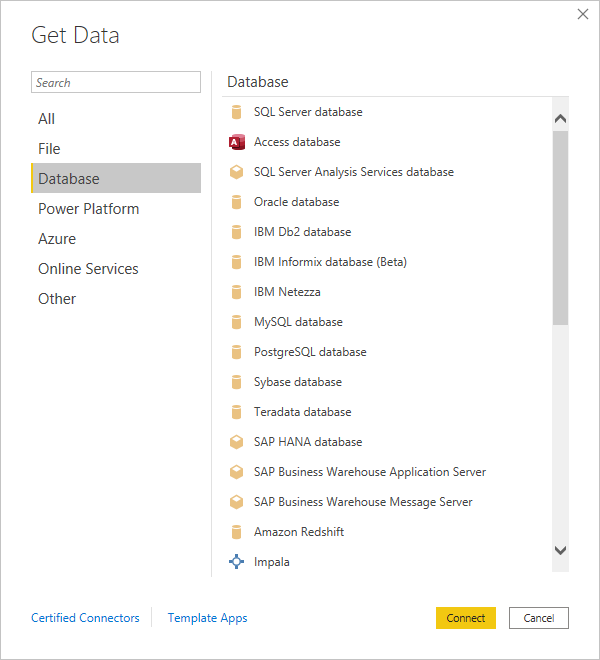 Get Data
Search
All
File
Database
Power Platform
Azure
Online Services
Other
Database
SQL Server database
A Access database
SQL Server Analysis Services database
Oracle database
IBM Db2 database
IBM Informix database (Beta)
IBM Netezza
MySQL database
PostgreSQL database
Sybase database
Teradata database
SAP HANA database
SAP Business Warehouse Application Server
SAP Business Warehouse Message Server
Amazon Redshift
Impala
Certified Connectors
Template Apps
Connect
Cancel